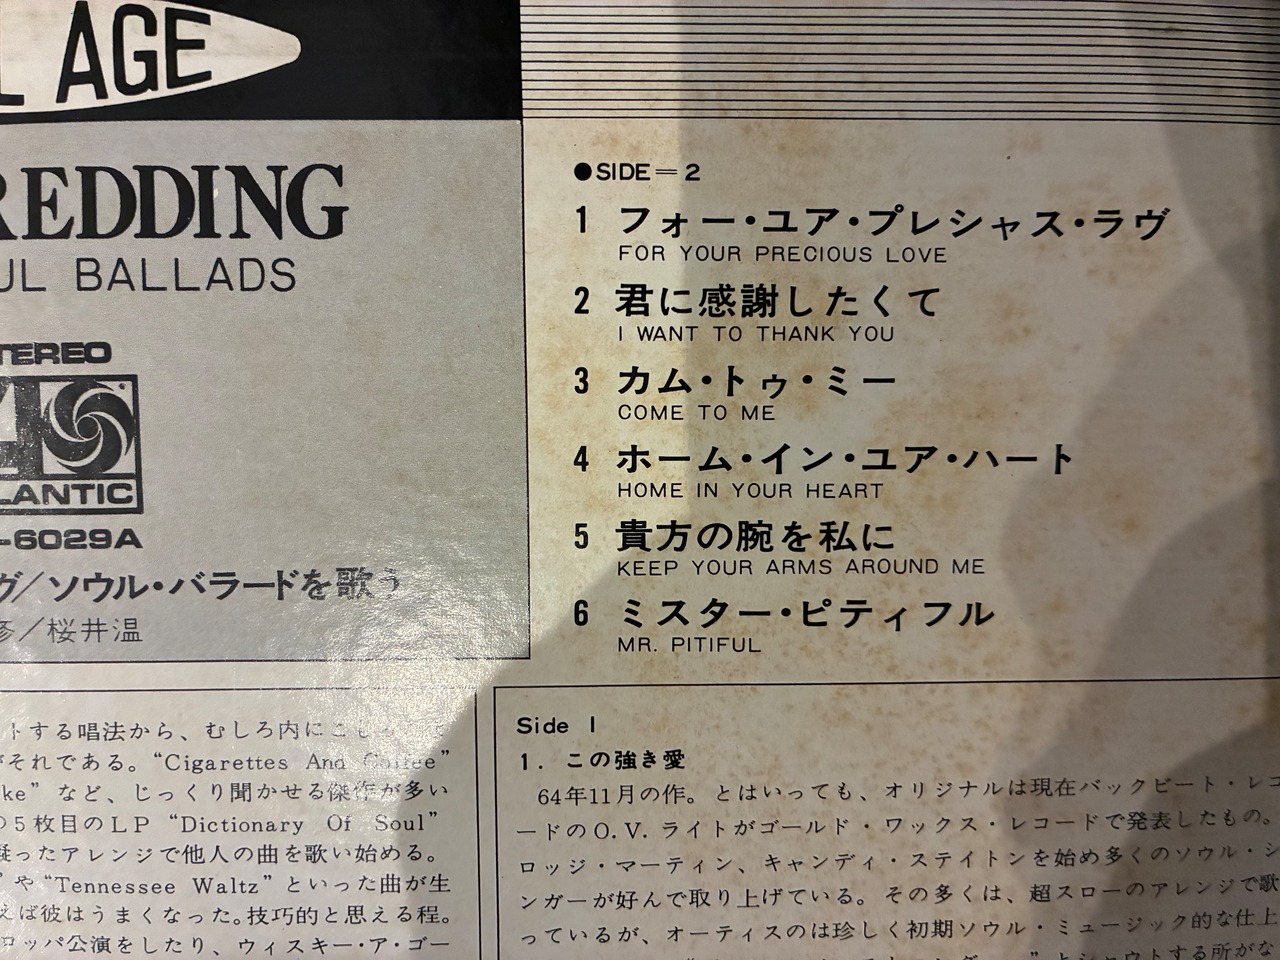 AGE
REDDING
UL BALLADS
STEREO
ATLANTIC
-6029A
グ/ソウル・バラードを歌う
修/桜井温
●SIDE=2
1 フォー・ユア・プレシャス・ラヴ
FOR YOUR PRECIOUS LOVE
2 君に感謝したくて
I WANT TO THANK YOU
3 カム・トゥ・ミー
COME TO ME
4 ホーム・イン・ユア・ハート
HOME IN YOUR HEART
5 貴方の腕を私に
KEEP YOUR ARMS AROUND ME
6 ミスター・ピティフル
MR. PITIFUL
トする唱法から、むしろ内にこ
がそれである。“Cigarettes And Coffee”
ke” など、じっくり聞かせる傑作が多い
の5枚目のLP “Dictionary Of Soul”
凝ったアレンジで他人の曲を歌い始める。
”や“Tennessee Waltz”といった曲が生
えば彼はうまくなった。技巧的と思える程。
ロッパ公演をしたり、ウィスキー・ア・ゴー
Side 1
1. この強き愛
64年11月の作。とはいっても、オリジナルは現在バックビート・レコ
ードのO.V.ライトがゴールド・ワックス・レコードで発表したもの。
ロッジ・マーティン、キャンディ・ステイトンを始め多くのソウル・シ
ンガーが好んで取り上げている。その多くは、超スローのアレンジで歌
っているが、オーティスのは珍しく初期ソウル・ミュージック的な仕上
”とシャウトする所がな